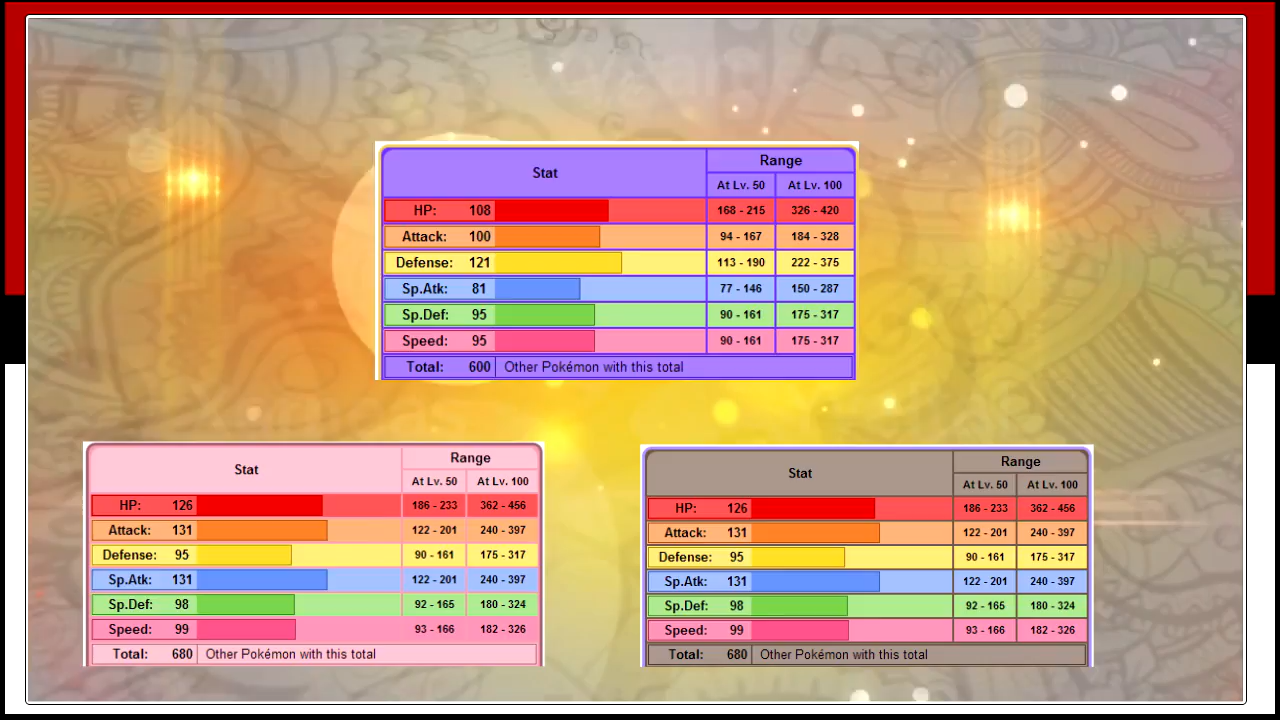 Stat Range
At Lv. 50 At Lv. 100
HP: 108 168 - 215 326 - 420
Attack: 100 94 - 167 184 - 328
Defense: 121 113 - 190 222 - 375
Sp.Atk: 81 77 - 146 150 - 287
Sp.Def: 95 90 - 161 175 - 317
Speed: 95 90 - 161 175 - 317
Total: 600 Other Pokémon with this total
Stat Range
At Lv. 50 At Lv. 100
HP: 126 186 - 233 362 - 456
Attack: 131 122 - 201 240 - 397
Defense: 95 90 - 161 175 - 317
Sp.Atk: 131 122 - 201 240 - 397
Sp.Def: 98 92 - 165 180 - 324
Speed: 99 93 - 166 182 - 326
Total: 680 Other Pokémon with this total
Stat Range
At Lv. 50 At Lv. 100
HP: 126 186 - 233 362 - 456
Attack: 131 122 - 201 240 - 397
Defense: 95 90 - 161 175 - 317
Sp.Atk: 131 122 - 201 240 - 397
Sp.Def: 98 92 - 165 180 - 324
Speed: 99 93 - 166 182 - 326
Total: 680 Other Pokémon with this total